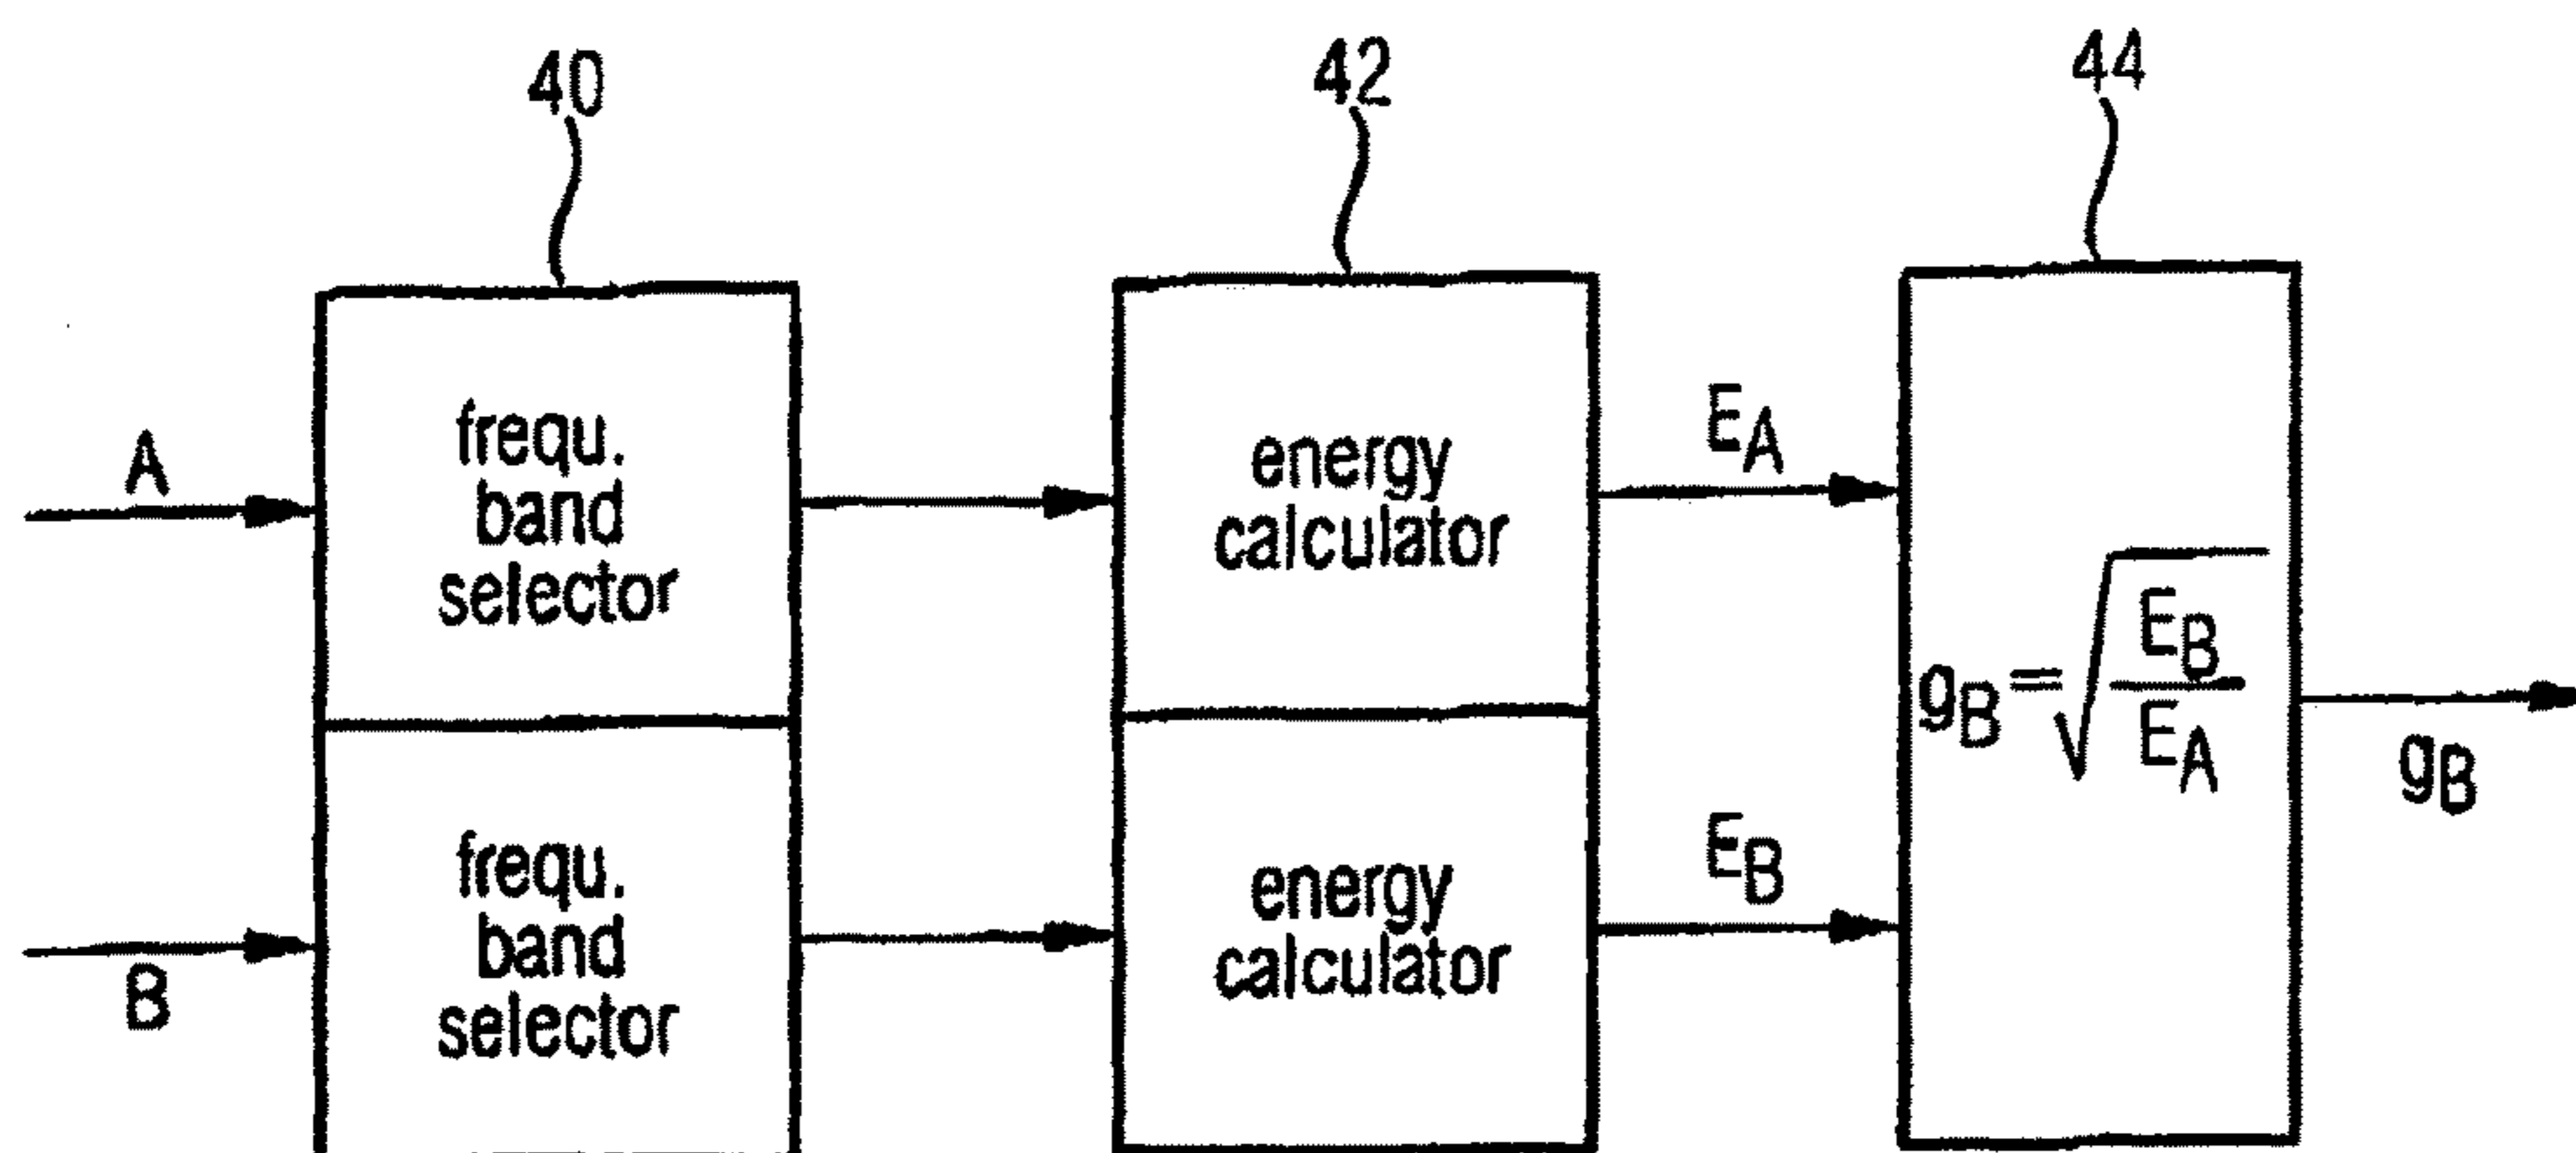 40
42
44
A
frequ.
band
selector
energy
calculator
E_A
g_B = √(E_B/E_A)
g_B
B
frequ.
band
selector
energy
calculator
E_B